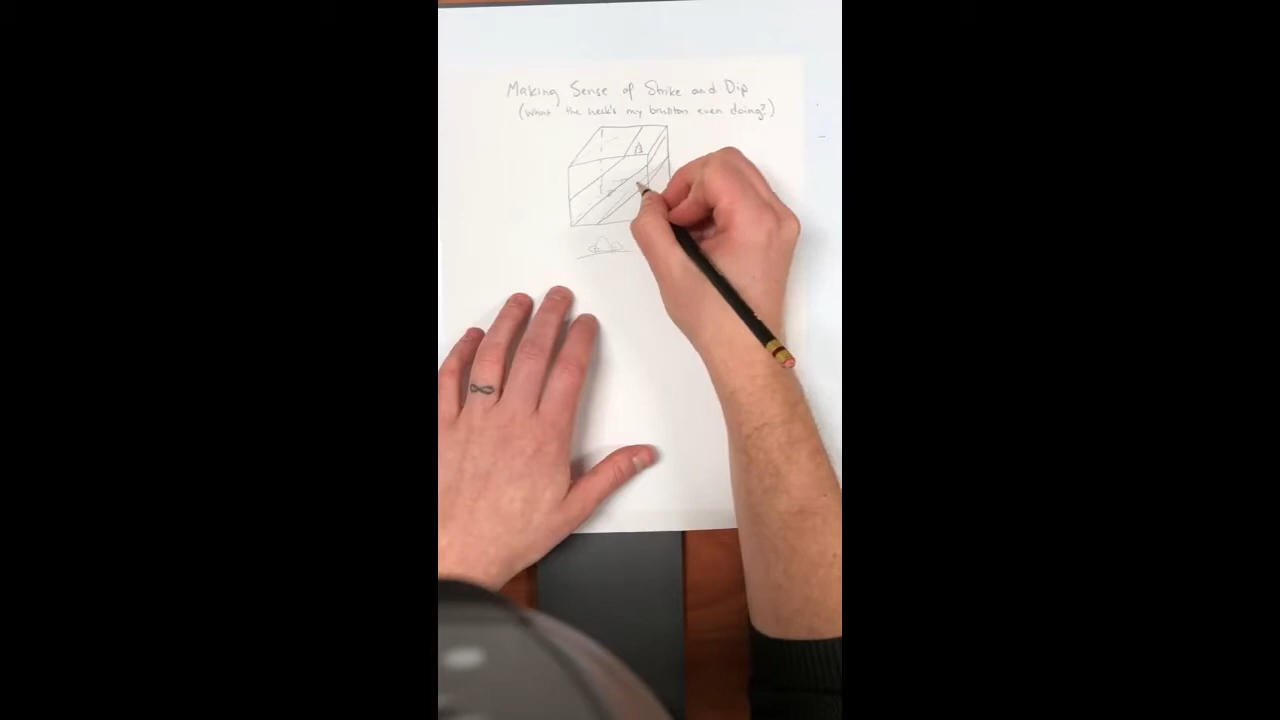 Making Sense of Strike and Dip
(What the heck's my brunton even doing?)